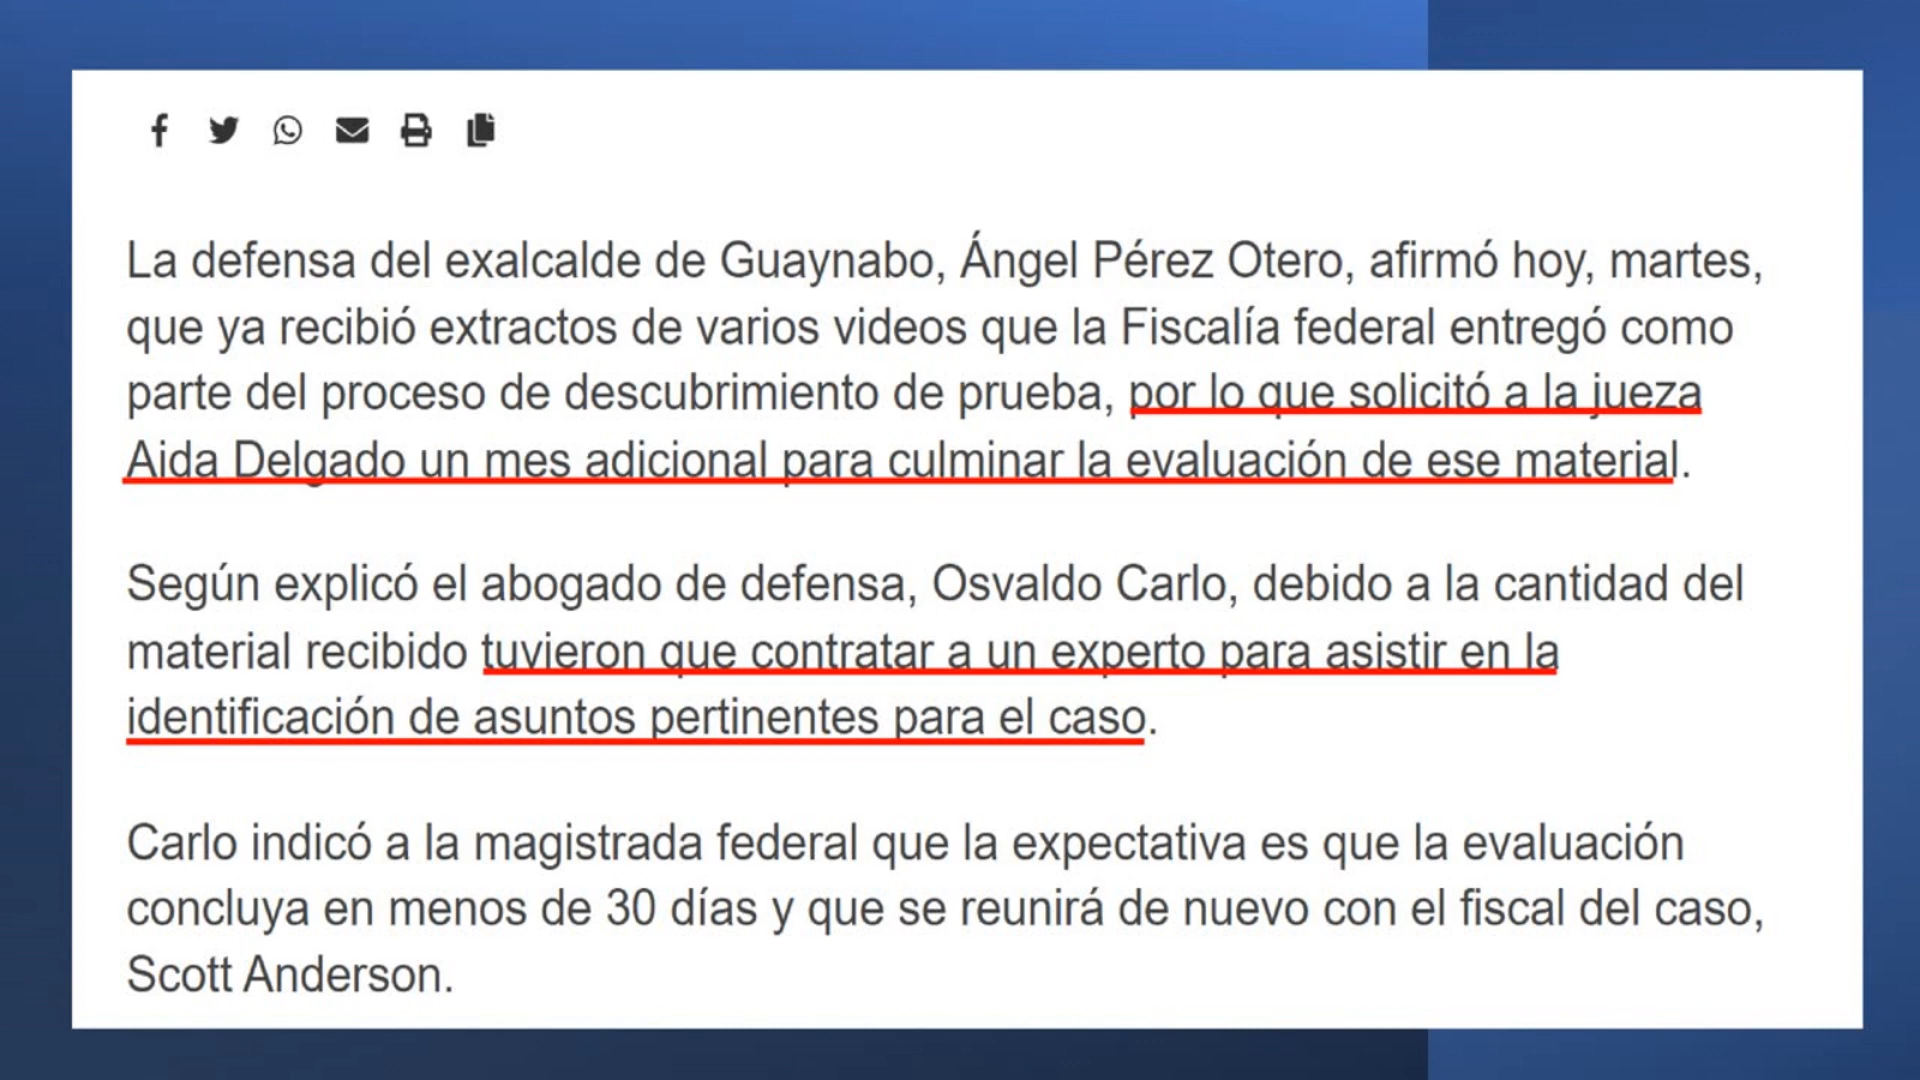 La defensa del exalcalde de Guaynabo, Ángel Pérez Otero, afirmó hoy, martes,
que ya recibió extractos de varios videos que la Fiscalía federal entregó como
parte del proceso de descubrimiento de prueba, por lo que solicitó a la jueza
Aida Delgado un mes adicional para culminar la evaluación de ese material.
Según explicó el abogado de defensa, Osvaldo Carlo, debido a la cantidad del
material recibido tuvieron que contratar a un experto para asistir en la
identificación de asuntos pertinentes para el caso.
Carlo indicó a la magistrada federal que la expectativa es que la evaluación
concluya en menos de 30 días y que se reunirá de nuevo con el fiscal del caso,
Scott Anderson.